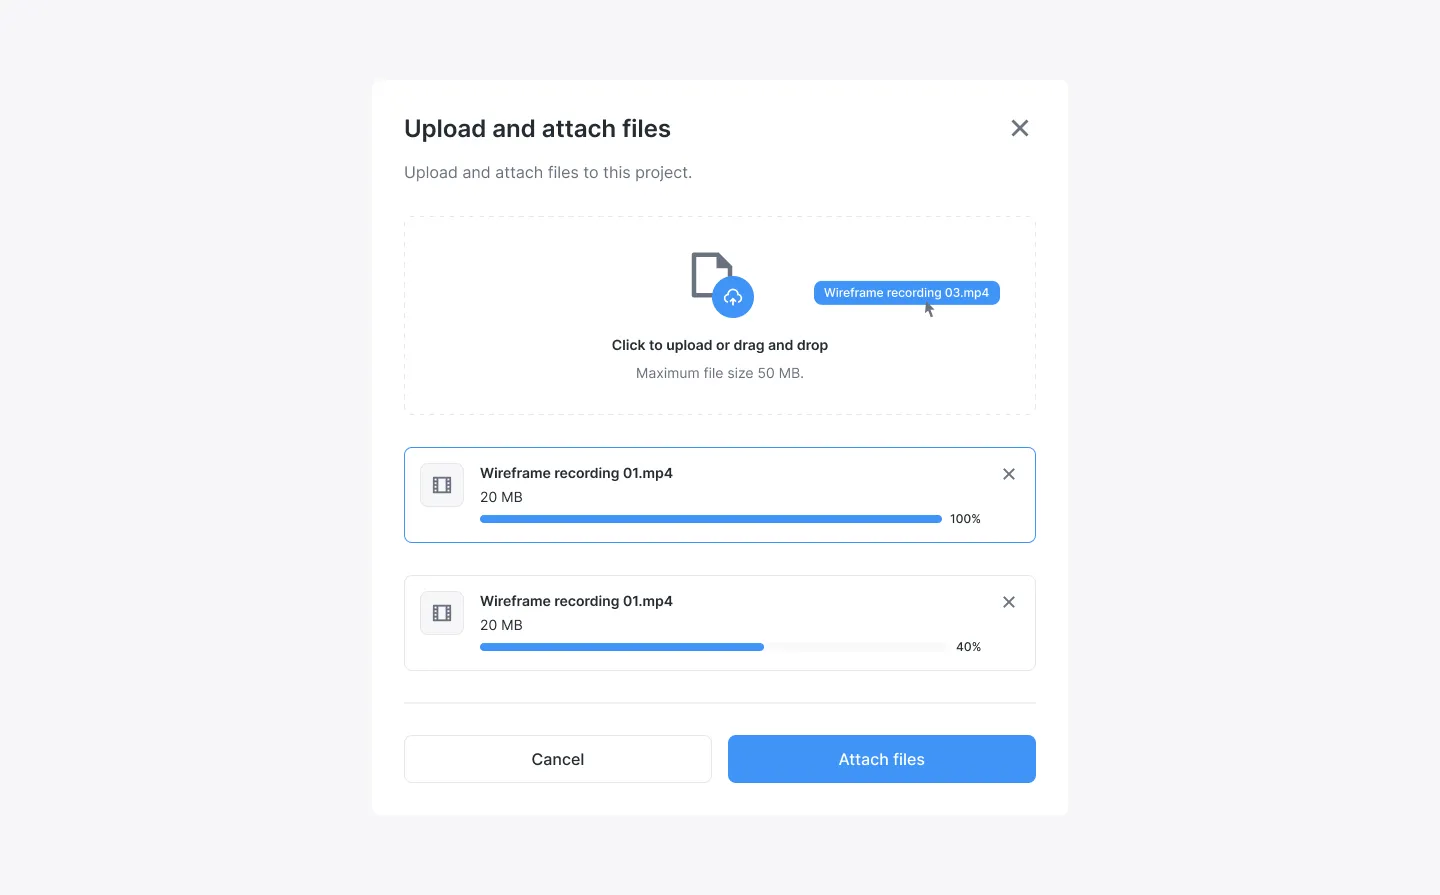 Upload and attach files
Upload and attach files to this project.
Wireframe recording 03.mp4
Click to upload or drag and drop
Maximum file size 50 MB.
Wireframe recording 01.mp4
20 MB
100%
Wireframe recording 01.mp4
20 MB
40%
Cancel
Attach files